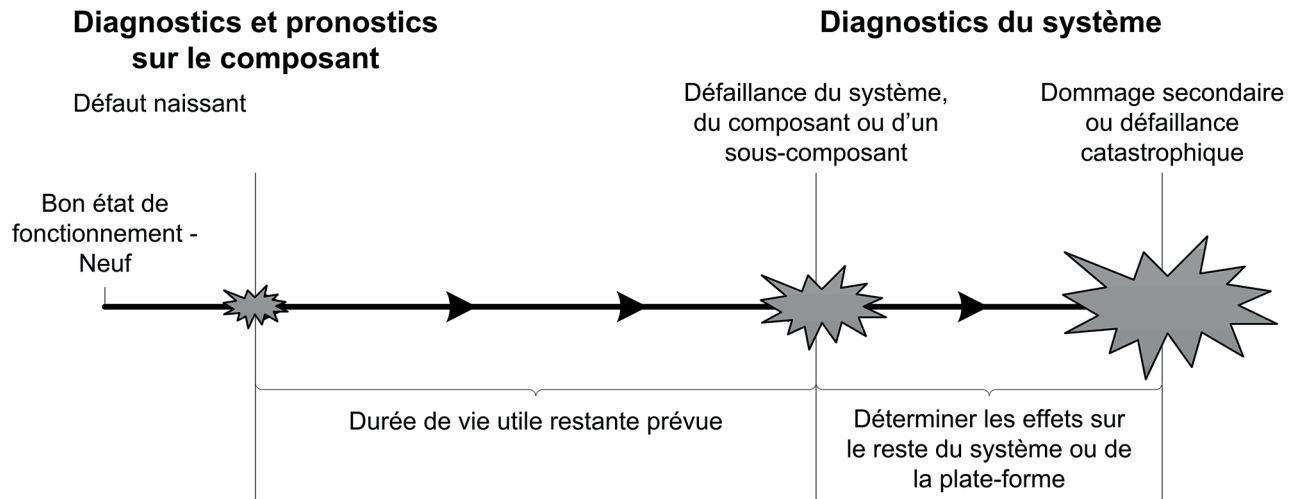 Diagnostics et pronostics
sur le composant
Diagnostics du système
Défaut naissant
Défaillance du système,
du composant ou d’un
sous-composant
Dommage secondaire
ou défaillance
catastrophique
Bon état de
fonctionnement -
Neuf
Durée de vie utile restante prévue
Déterminer les effets sur
le reste du système ou de
la plate-forme